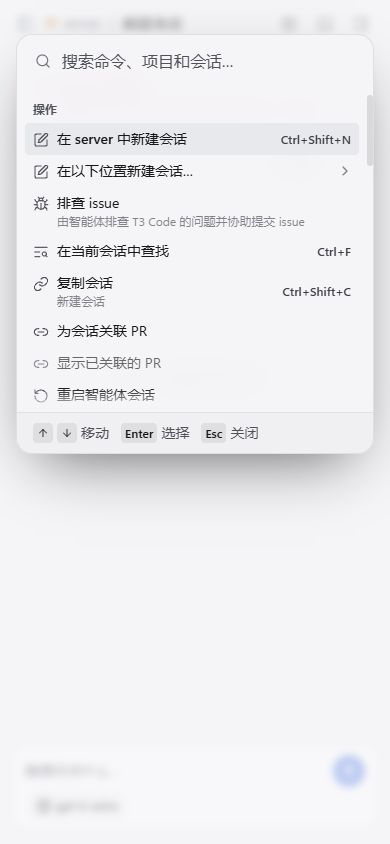 搜索命令、项目和会话...
操作
在 server 中新建会话 Ctrl+Shift+N
在以下位置新建会话...
排查 issue
由智能体排查 T3 Code 的问题并协助提交 issue
在当前会话中查找 Ctrl+F
复制会话 Ctrl+Shift+C
新建会话
为会话关联 PR
显示已关联的 PR
重启智能体会话
↑ ↓ 移动 Enter 选择 Esc 关闭